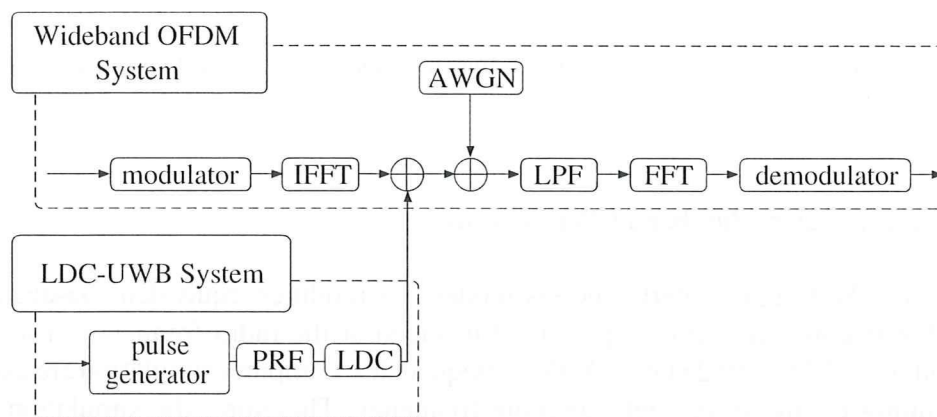 Wideband OFDM
System
AWGN
modulator
IFFT
LPF
FFT
demodulator
LDC-UWB System
pulse
generator
PRF
LDC